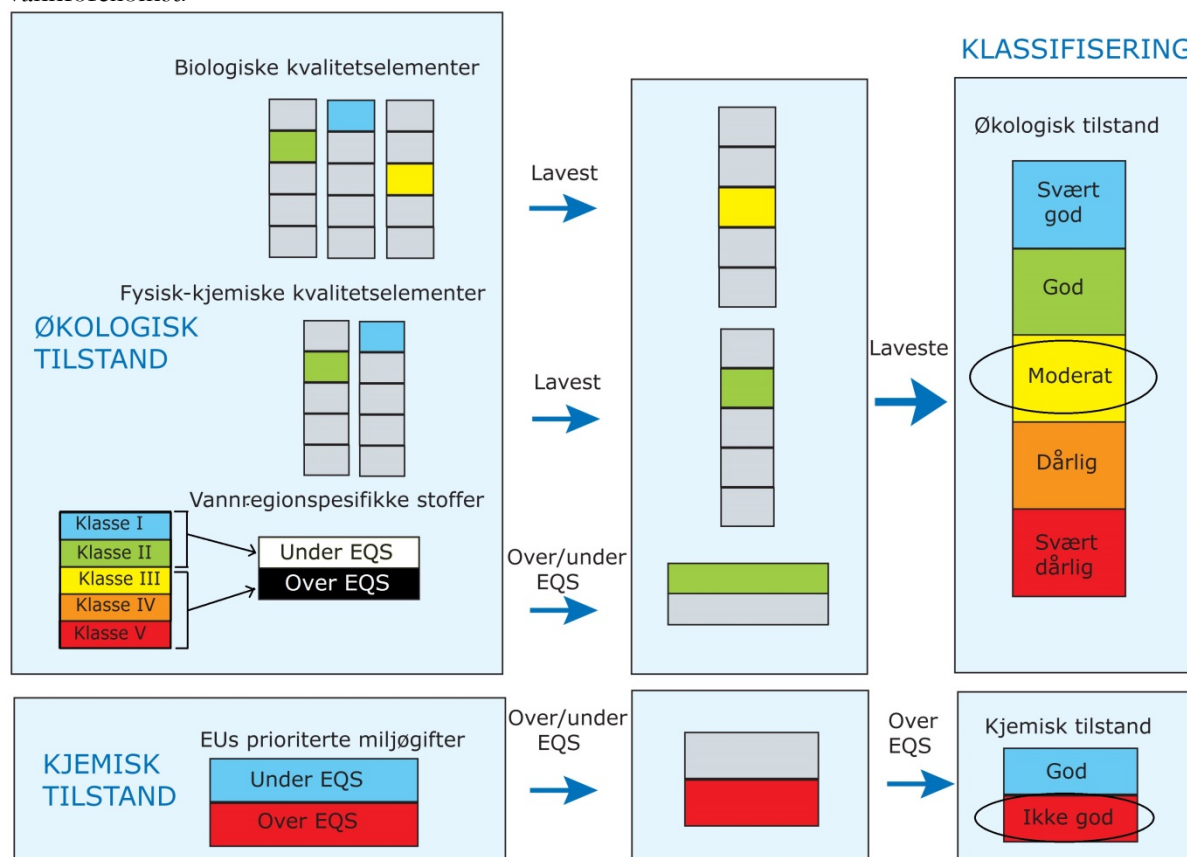 KLASSIFISERING
Biologiske kvalitetselementer
Lavest
Økologisk tilstand
Svært
god
God
Moderat
Dårlig
Svært
dårlig
Fysisk-kjemiske kvalitetselementer
ØKOLOGISK
TILSTAND
Lavest
Laveste
Vannregionspesifikke stoffer
Klasse I
Klasse II
Klasse III
Klasse IV
Klasse V
Under EQS
Over EQS
Over/under
EQS
KJEMISK
TILSTAND
EUs prioriterte miljøgifter
Under EQS
Over EQS
Over/under
EQS
Over
EQS
Kjemisk tilstand
God
Ikke god